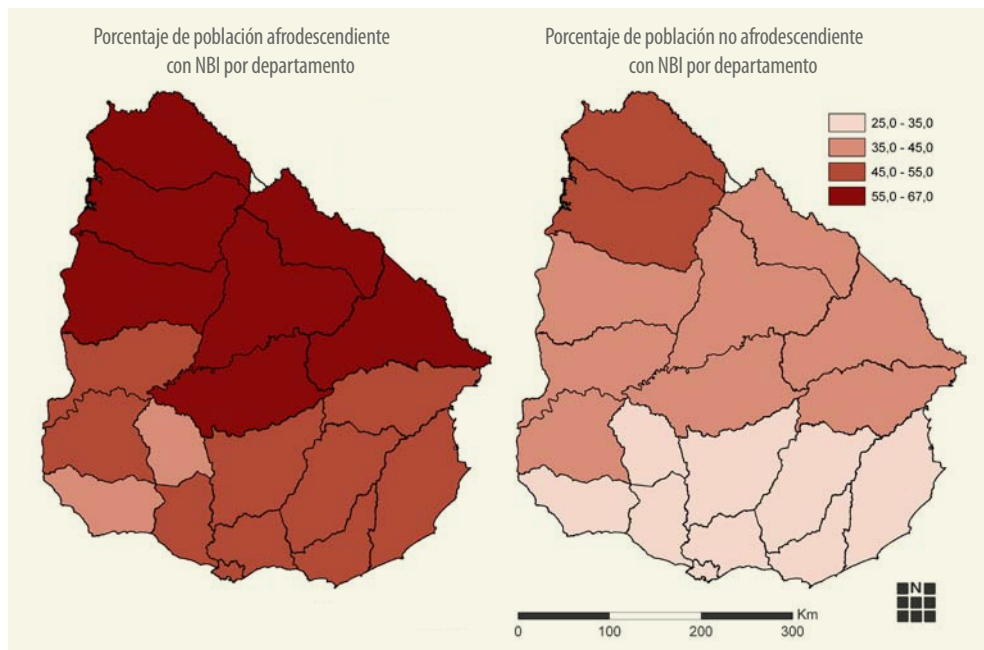 Porcentaje de población afrodescendiente
con NBI por departamento
Porcentaje de población no afrodescendiente
con NBI por departamento
25,0 - 35,0
35,0 - 45,0
45,0 - 55,0
55,0 - 67,0
N
Km
0 100 200 300